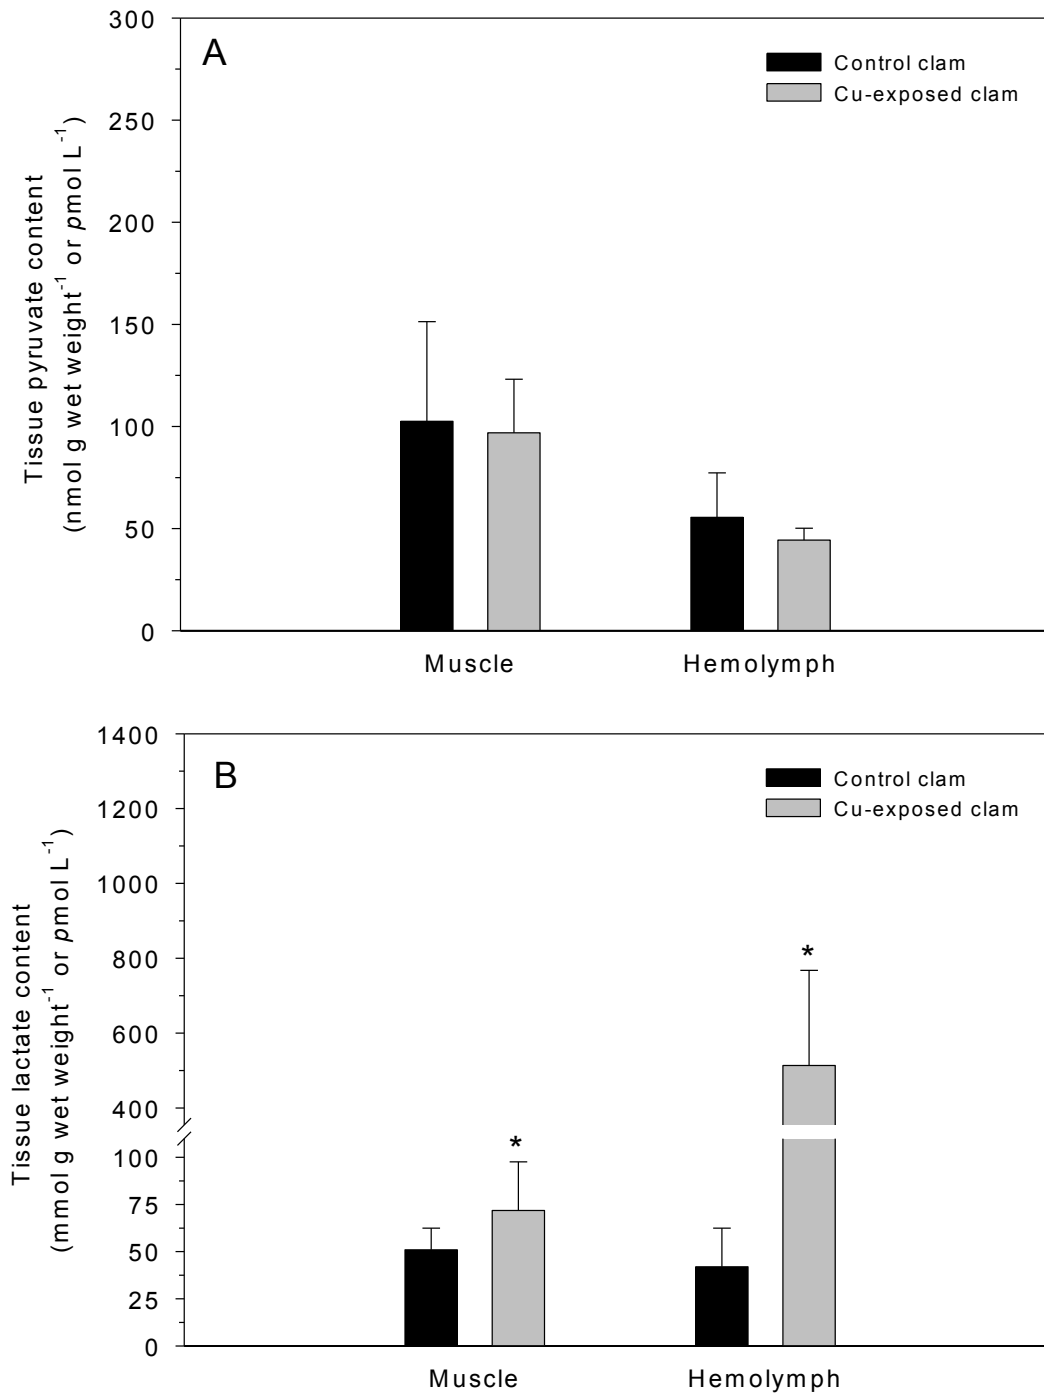 300
A
Control clam
Cu-exposed clam
250
200
150
100
50
0
Tissue pyruvate content
(nmol g wet weight⁻¹ or pmol L⁻¹)
Muscle
Hemolymph
1400
B
Control clam
Cu-exposed clam
1200
1000
800
*
600
400
*
100
75
50
25
0
Tissue lactate content
(mmol g wet weight⁻¹ or pmol L⁻¹)
Muscle
Hemolymph